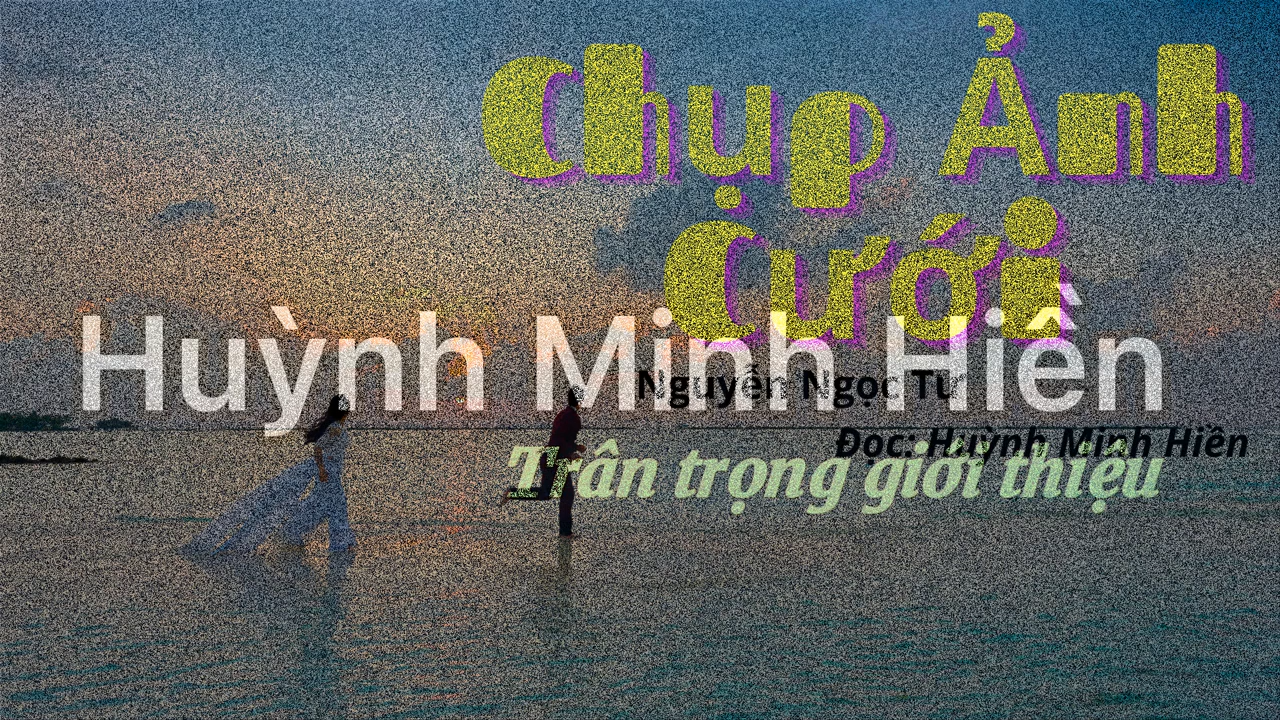 Chụp Ảnh
Cưới
Huỳnh Minh Hiền
Nguyễn Ngọc Tư
Đọc: Huỳnh Minh Hiền
Trân trọng giới thiệu